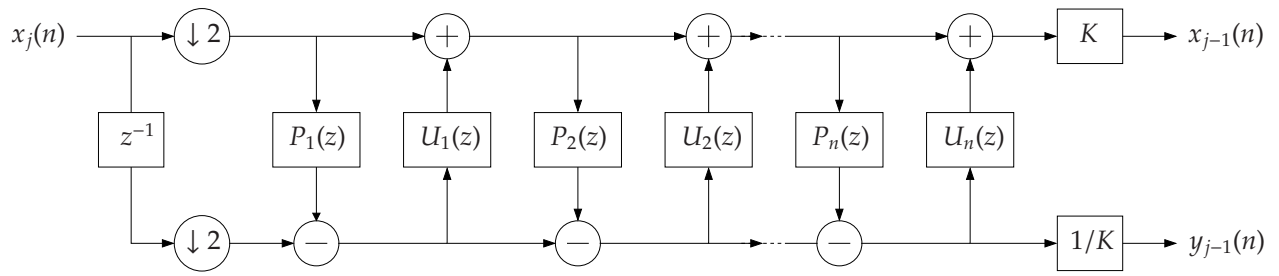 x_j(n) ↓2 + + + K x_{j−1}(n)
z^{−1} P_1(z) U_1(z) P_2(z) U_2(z) P_n(z) U_n(z)
↓2 − − − 1/K y_{j−1}(n)